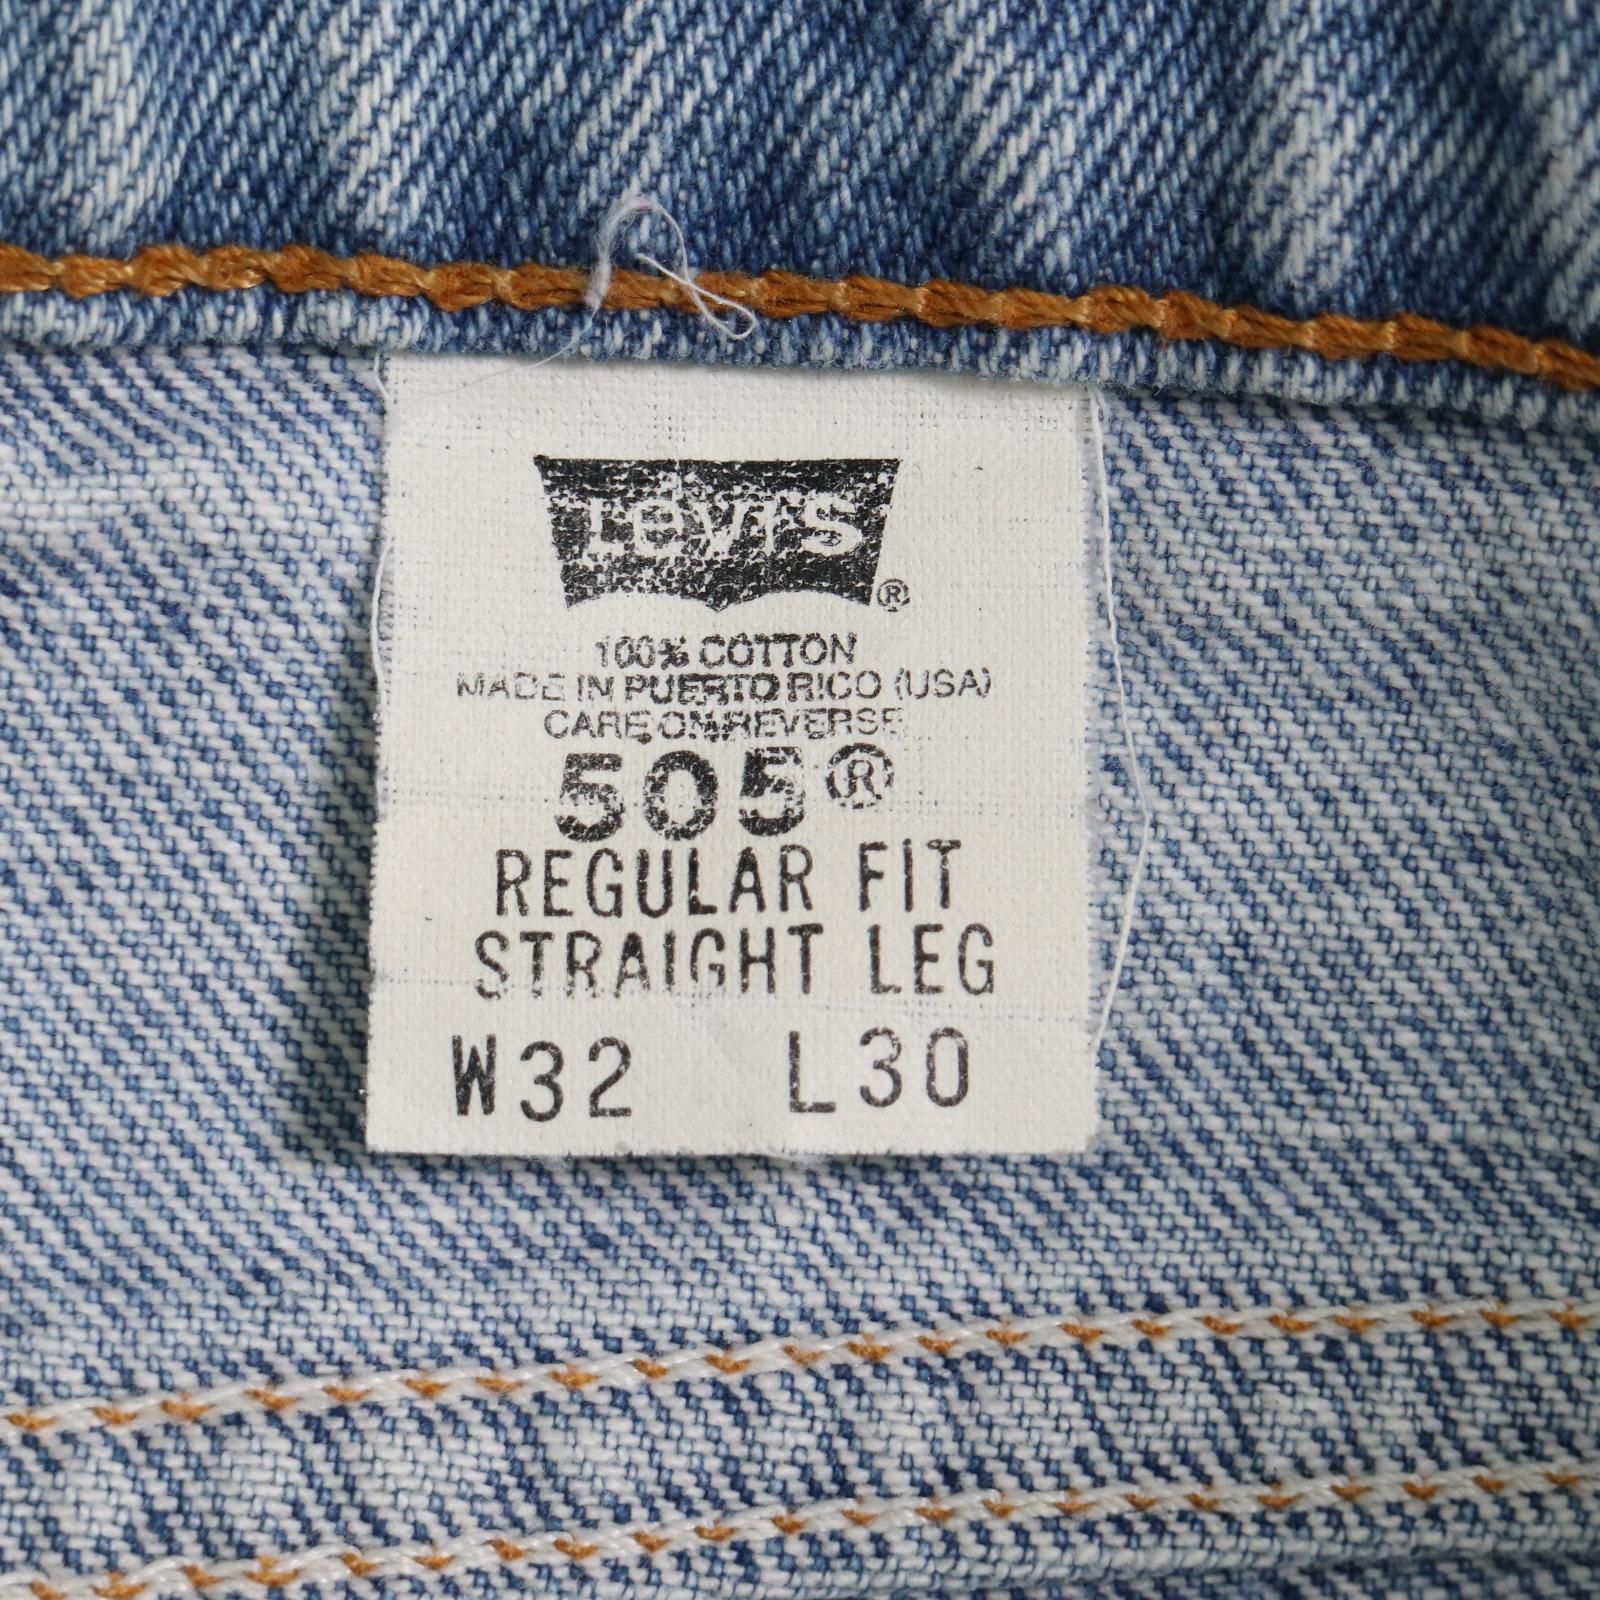 Levi's ®
100% COTTON
MADE IN PUERTO RICO (USA)
CARE ON REVERSE
505®
REGULAR FIT
STRAIGHT LEG
W32 L30